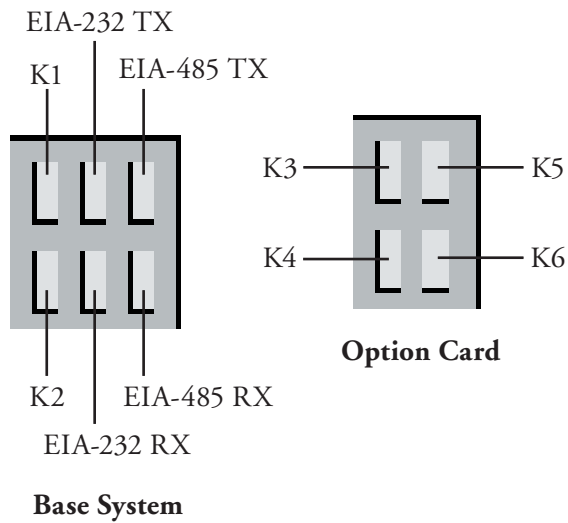 EIA-232 TX
K1
EIA-485 TX
K2
EIA-485 RX
EIA-232 RX
Base System
K3
K5
K4
K6
Option Card